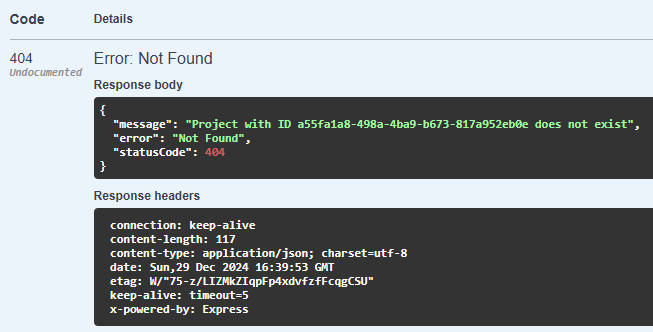 Code Details
404 Error: Not Found
Undocumented
Response body
{
"message": "Project with ID a55fa1a8-498a-4ba9-b673-817a952eb0e does not exist",
"error": "Not Found",
"statusCode": 404
}
Response headers
connection: keep-alive
content-length: 117
content-type: application/json; charset=utf-8
date: Sun,29 Dec 2024 16:39:53 GMT
etag: W/"75-z/LIZMkZIqpFp4xdvfzfFcqgCSU"
keep-alive: timeout=5
x-powered-by: Express